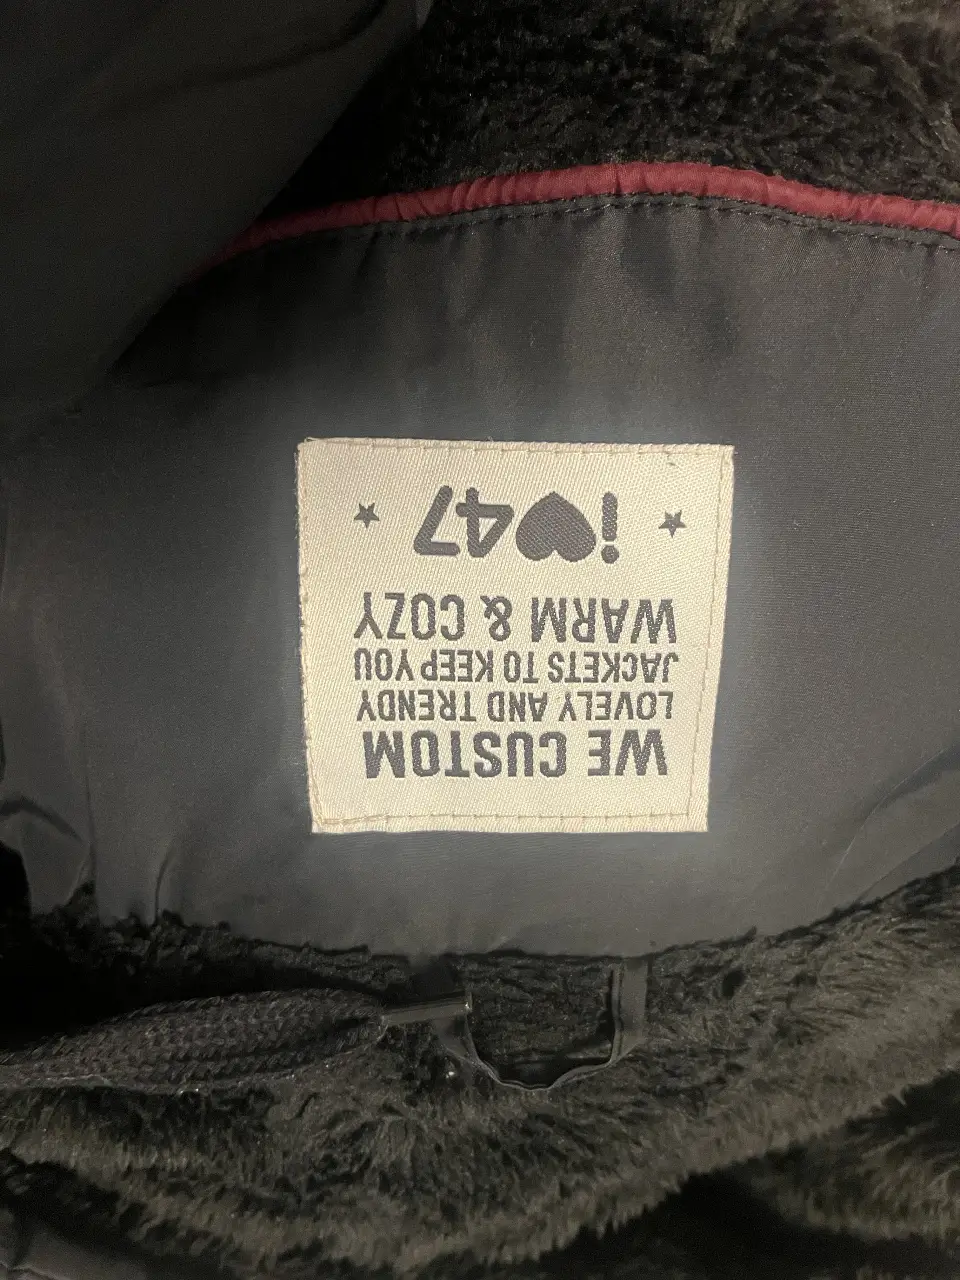 WE CUSTOM
LOVELY AND TRENDY
JACKETS TO KEEP YOU
WARM & COZY
i♥47